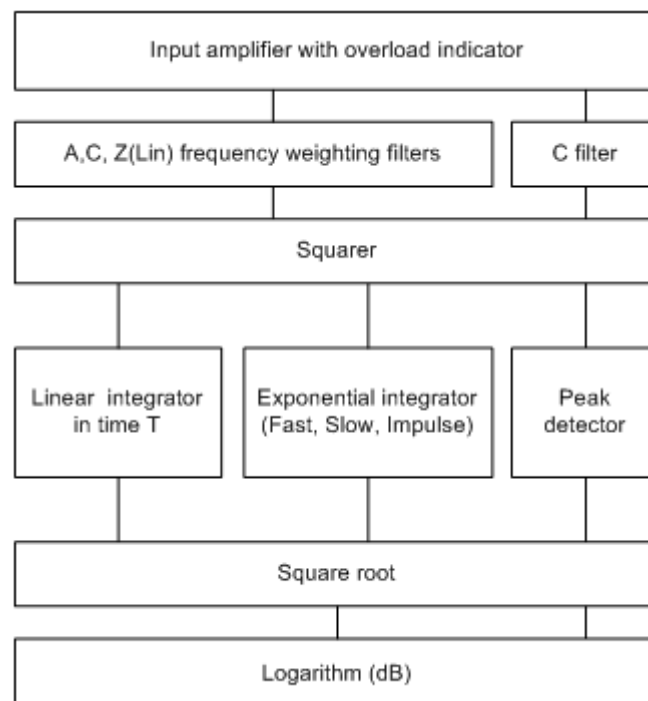 Input amplifier with overload indicator
A,C, Z(Lin) frequency weighting filters
C filter
Squarer
Linear integrator
in time T
Exponential integrator
(Fast, Slow, Impulse)
Peak
detector
Square root
Logarithm (dB)